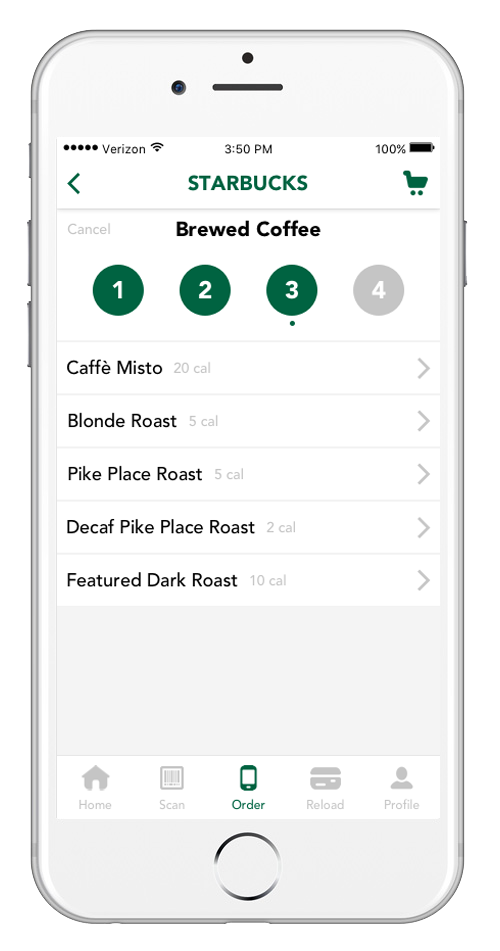 ●●●●● Verizon 3:50 PM 100%
STARBUCKS
Cancel Brewed Coffee
1 2 3 4
Caffè Misto 20 cal
Blonde Roast 5 cal
Pike Place Roast 5 cal
Decaf Pike Place Roast 2 cal
Featured Dark Roast 10 cal
Home Scan Order Reload Profile